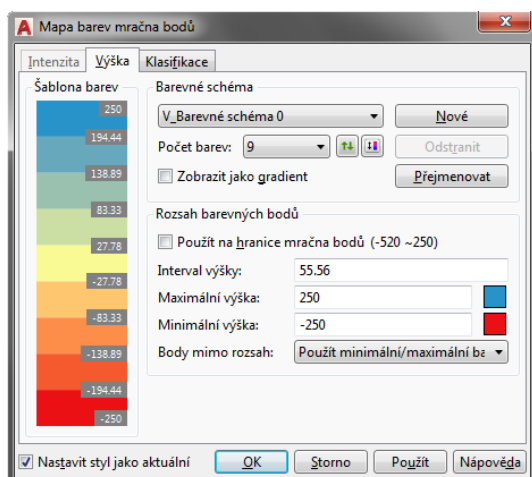 Mapa barev mračna bodů
Intenzita Výška Klasifikace
Šablona barev
250
194.44
138.89
83.33
27.78
-27.78
-83.33
-138.89
-194.44
-250
Barevné schéma
V_Barevné schéma 0 Nové
Počet barev: 9 Odstranit
Zobrazit jako gradient Přejmenovat
Rozsah barevných bodů
Použít na hranice mračna bodů (-520 ~250)
Interval výšky: 55.56
Maximální výška: 250
Minimální výška: -250
Body mimo rozsah: Použít minimální/maximální ba
Nastavit styl jako aktuální OK Storno Použít Nápověda